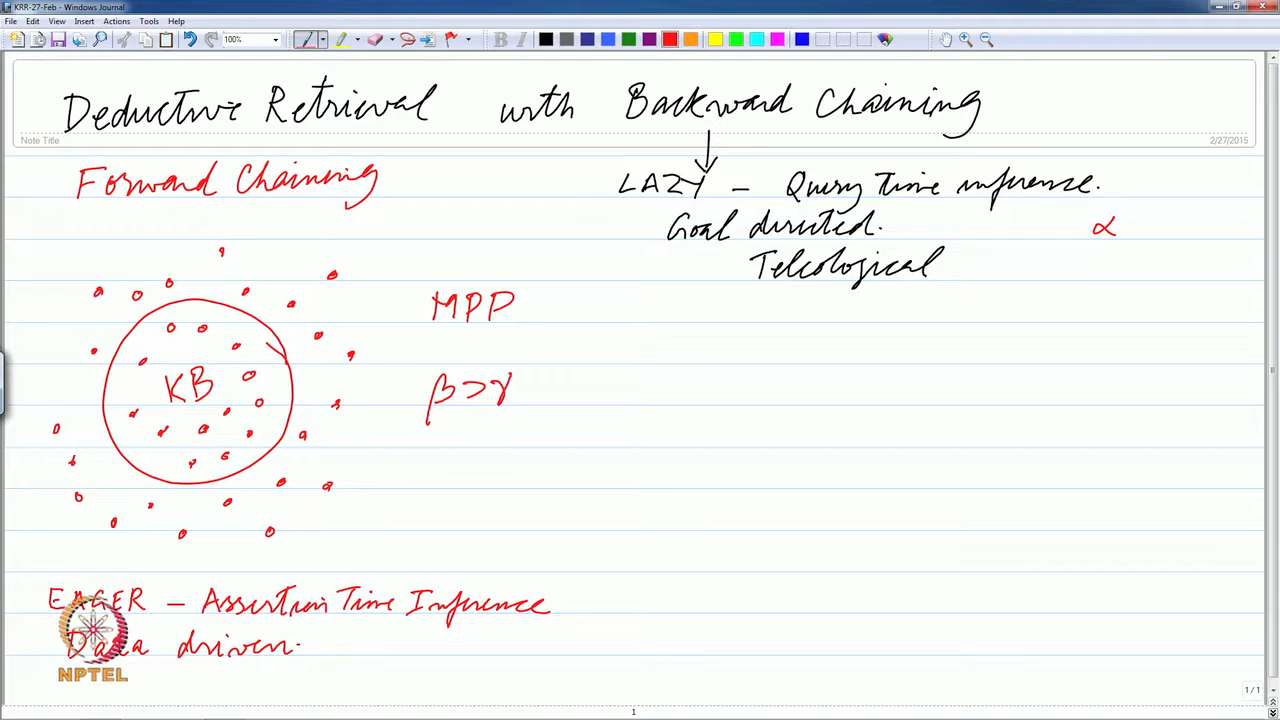 KRR-27-Feb - Windows Journal
File Edit View Insert Actions Tools Help
100%
Deductive Retrieval with Backward Chaining
Note Title
2/27/2015
Forward Chaining
LAZY - Query Time inference.
Goal directed.
α
Teleological
MPP
KB
β⊃γ
EAGER - Assertion Time Inference
Data driven.
NPTEL
1/1
1